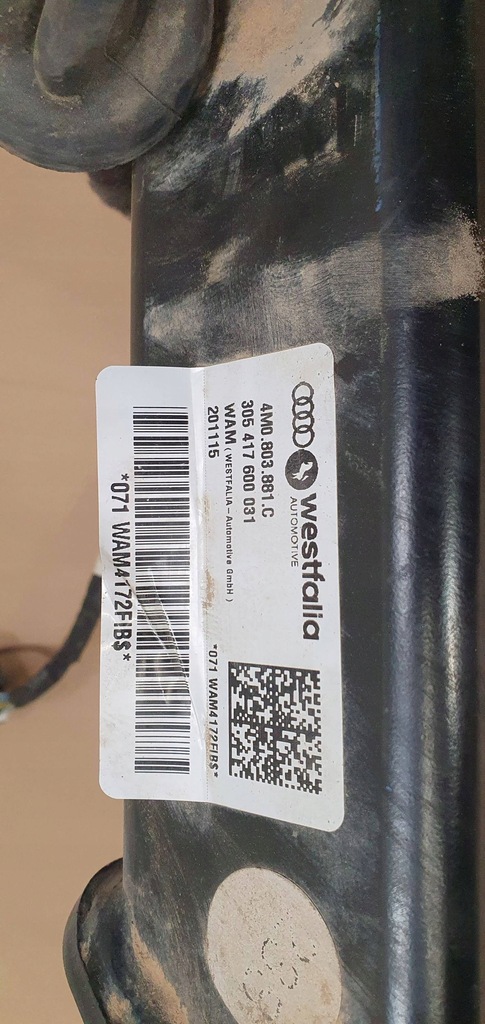 westfalia
AUTOMOTIVE
4M0.803.881.C
305 417 600 031
WAM (WESTFALIA-Automotive GmbH)
201115
*071 WAM4172FIB$*
*071 WAM4172FIB$*